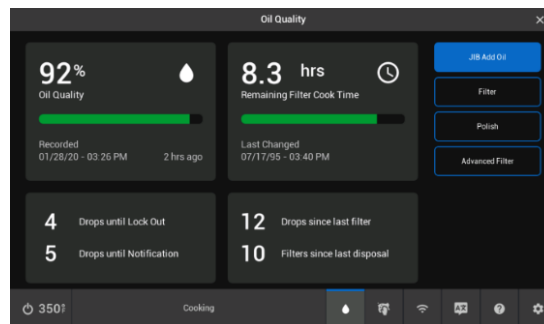 Oil Quality
92%
Oil Quality
Recorded
01/28/20 - 03:26 PM 2 hrs ago
8.3 hrs
Remaining Filter Cook Time
Last Changed
07/17/95 - 03:40 PM
JIB Add Oil
Filter
Polish
Advanced Filter
4 Drops until Lock Out
5 Drops until Notification
12 Drops since last filter
10 Filters since last disposal
350°
Cooking